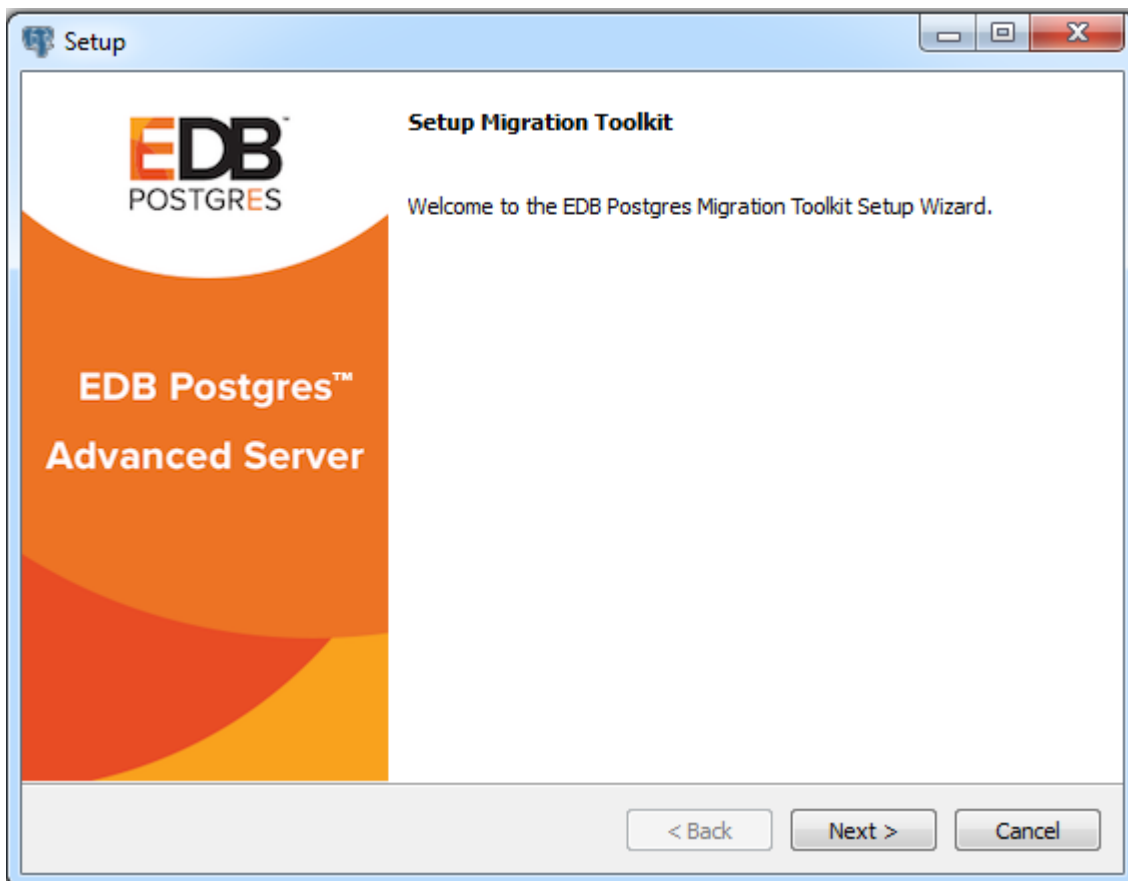 Setup
EDB™
POSTGRES
Setup Migration Toolkit
Welcome to the EDB Postgres Migration Toolkit Setup Wizard.
EDB Postgres™
Advanced Server
< Back
Next >
Cancel